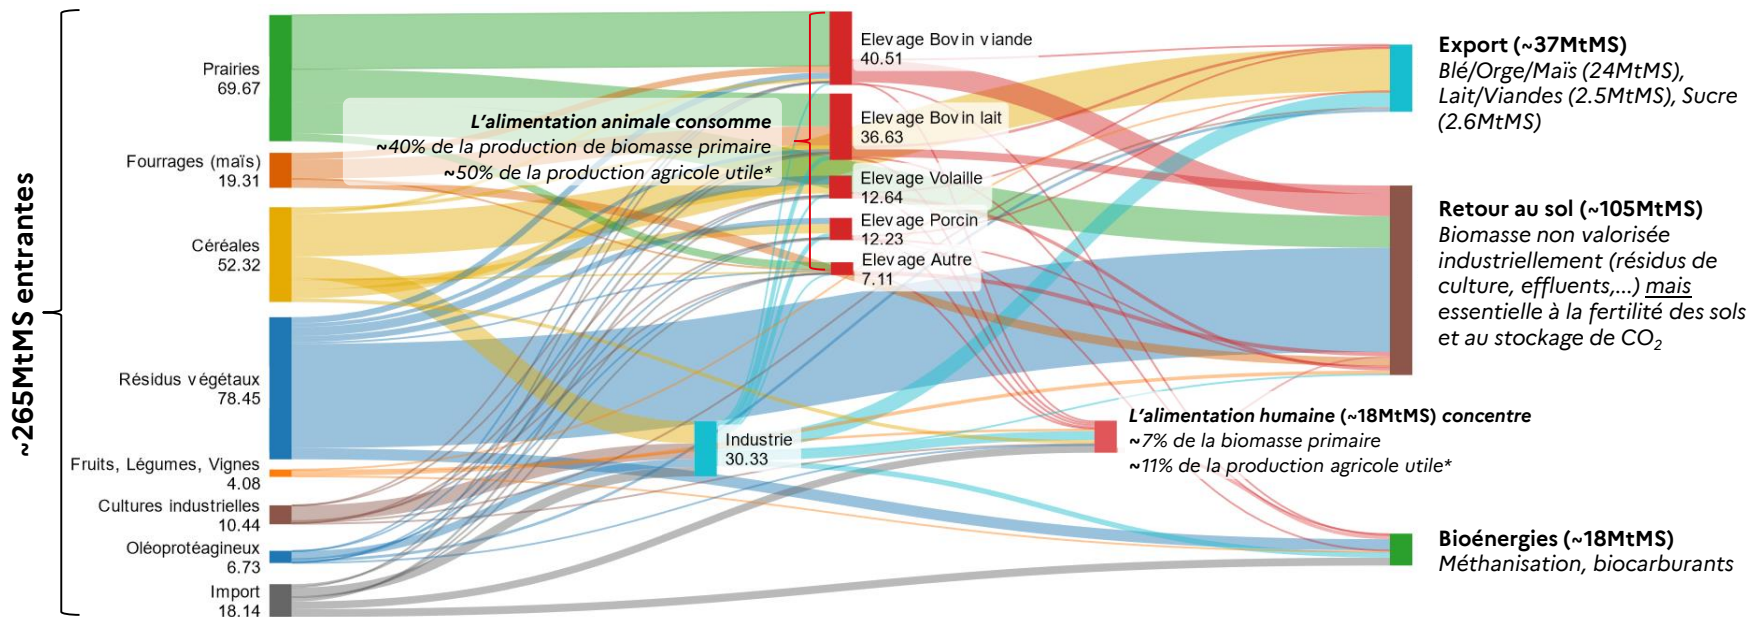 ~265MtMS entrantes
Prairies
69.67
Fourrages (maïs)
19.31
Céréales
52.32
Résidus végétaux
78.45
Fruits, Légumes, Vignes
4.08
Cultures industrielles
10.44
Oléoprotéagineux
6.73
Import
18.14
L'alimentation animale consomme
~40% de la production de biomasse primaire
~50% de la production agricole utile*
Elevage Bovin viande
40.51
Elevage Bovin lait
36.63
Elevage Volaille
12.64
Elevage Porcin
12.23
Elevage Autre
7.11
Industrie
30.33
L'alimentation humaine (~18MtMS) concentre
~7% de la biomasse primaire
~11% de la production agricole utile*
Export (~37MtMS)
Blé/Orge/Maïs (24MtMS),
Lait/Viandes (2.5MtMS), Sucre
(2.6MtMS)
Retour au sol (~105MtMS)
Biomasse non valorisée
industriellement (résidus de
culture, effluents,...) mais
essentielle à la fertilité des sols
et au stockage de CO₂
Bioénergies (~18MtMS)
Méthanisation, biocarburants